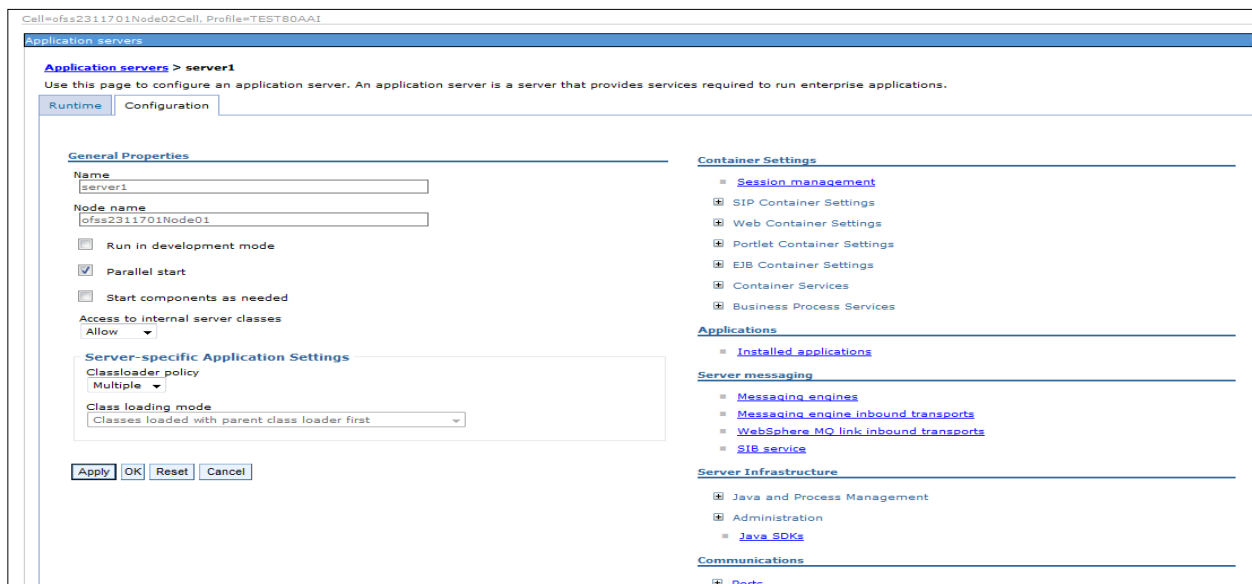 Cell=ofss2311701Node02Cell, Profile=TEST80AAI
Application servers
Application servers > server1
Use this page to configure an application server. An application server is a server that provides services required to run enterprise applications.
Runtime Configuration
General Properties
Name
server1
Node name
ofss2311701Node01
Run in development mode
Parallel start
Start components as needed
Access to internal server classes
Allow
Server-specific Application Settings
Classloader policy
Multiple
Class loading mode
Classes loaded with parent class loader first
Apply OK Reset Cancel
Container Settings
Session management
SIP Container Settings
Web Container Settings
Portlet Container Settings
EJB Container Settings
Container Services
Business Process Services
Applications
Installed applications
Server messaging
Messaging engines
Messaging engine inbound transports
WebSphere MQ link inbound transports
SIB service
Server Infrastructure
Java and Process Management
Administration
Java SDKs
Communications
Ports